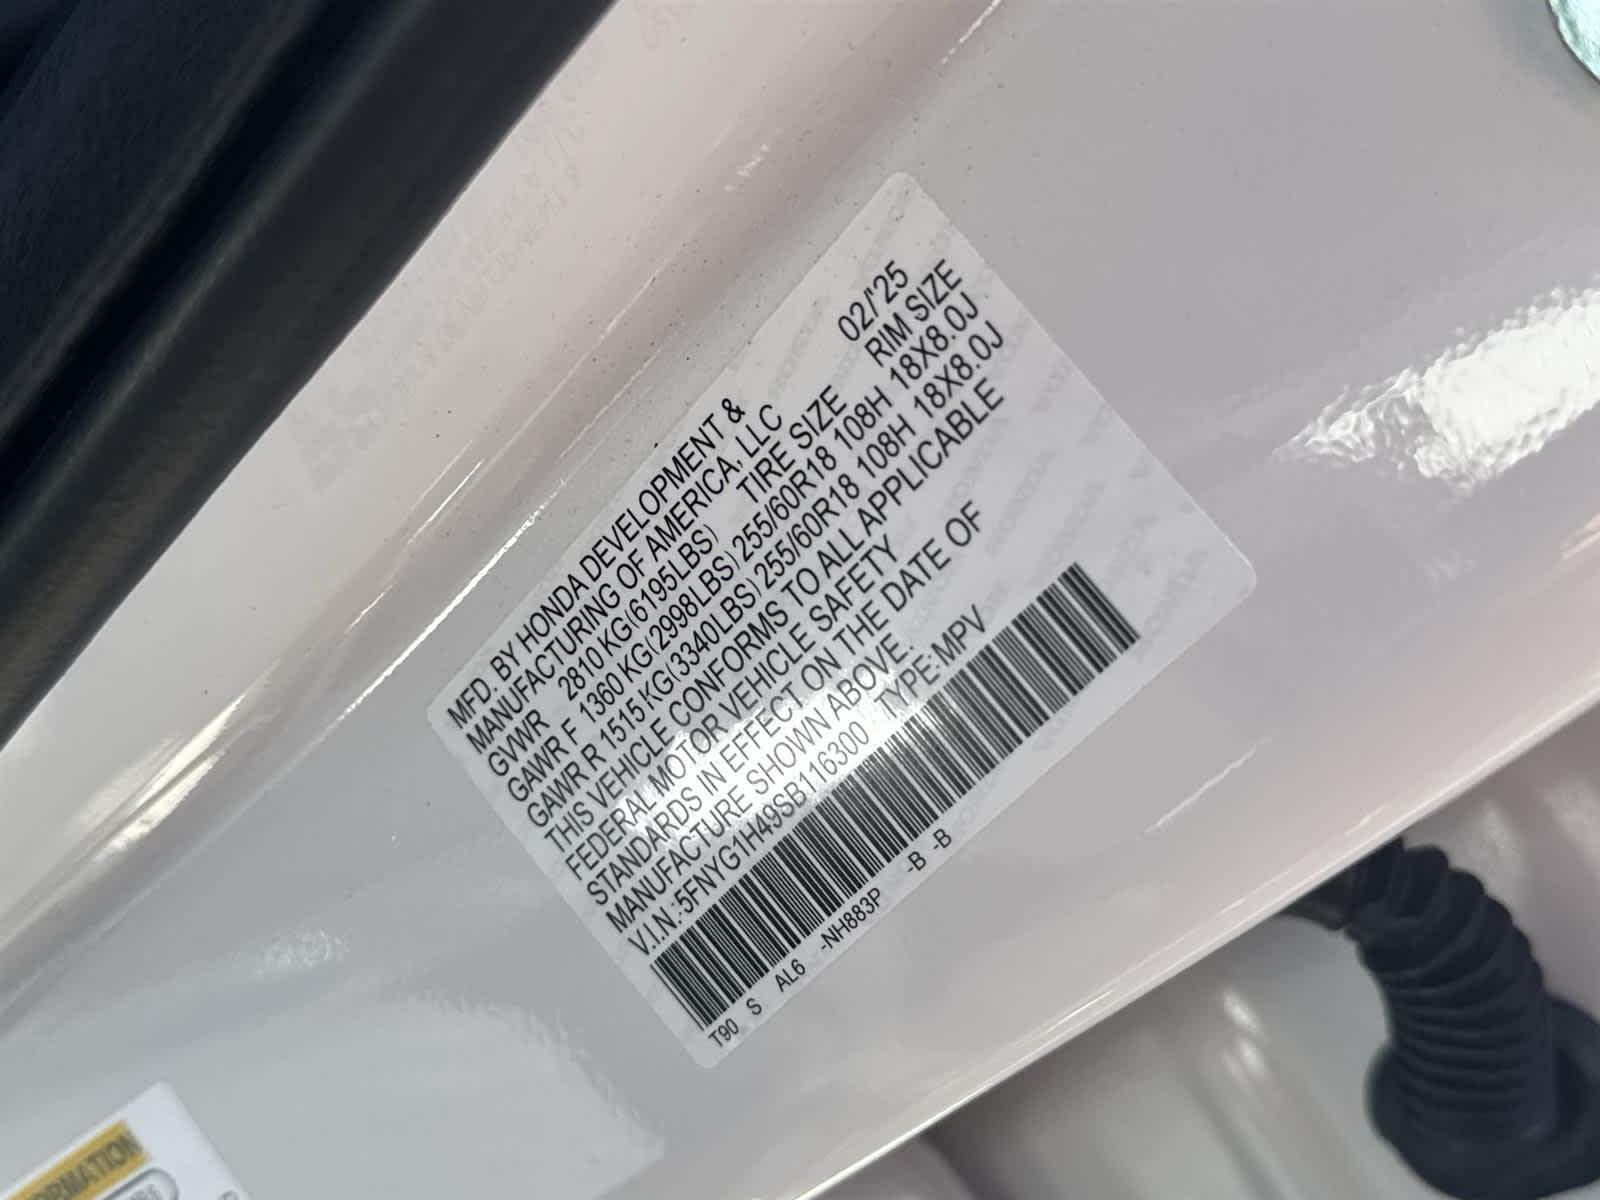 MFD. BY HONDA DEVELOPMENT &
MANUFACTURING OF AMERICA, LLC 02/'25
GVWR 2810 KG(6195LBS) TIRE SIZE RIM SIZE
GAWR F 1360 KG(2998LBS) 255/60R18 108H 18X8.0J
GAWR R 1515 KG(3340LBS) 255/60R18 108H 18X8.0J
THIS VEHICLE CONFORMS TO ALL APPLICABLE
FEDERAL MOTOR VEHICLE SAFETY
STANDARDS IN EFFECT ON THE DATE OF
MANUFACTURE SHOWN ABOVE.
V.I.N.:5FNYG1H49SB116300 TYPE:MPV
T90 S AL6 -NH883P -B -B